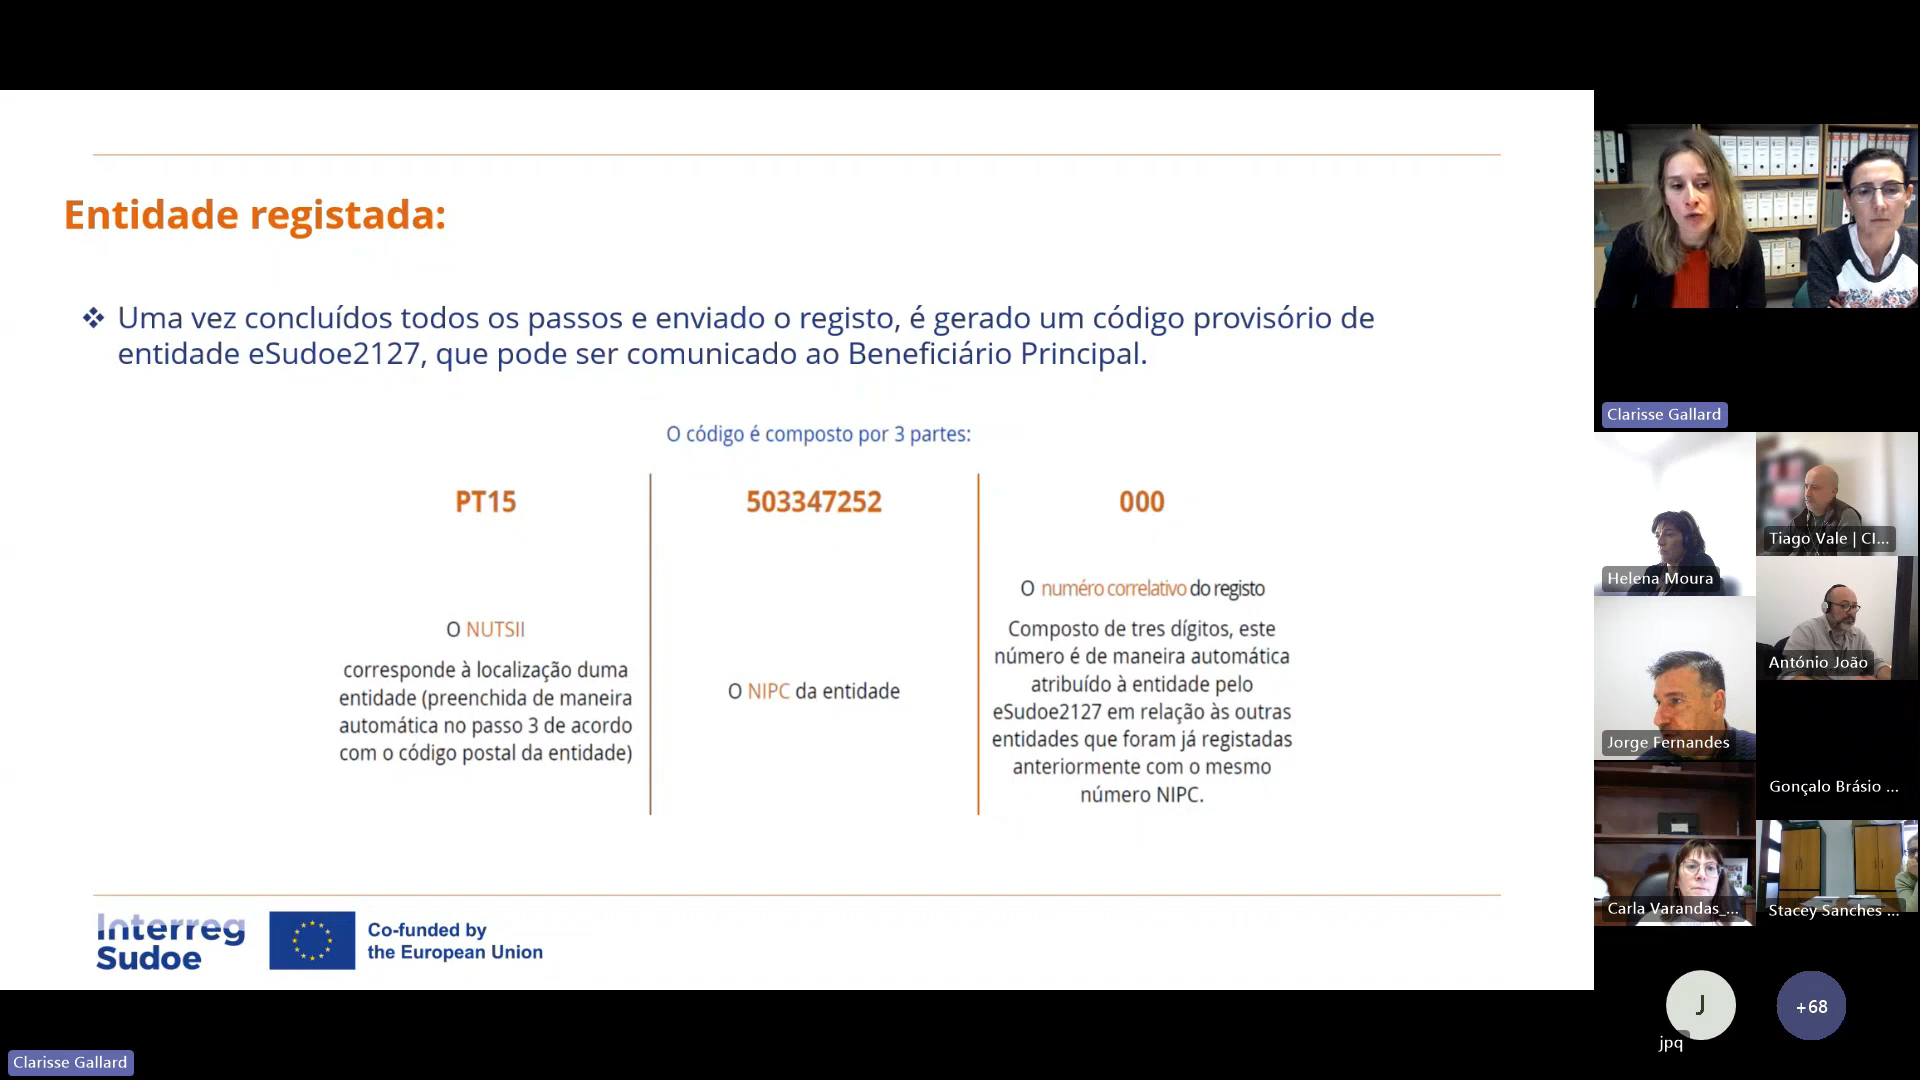 Entidade registada:
❖ Uma vez concluídos todos os passos e enviado o registo, é gerado um código provisório de
entidade eSudoe2127, que pode ser comunicado ao Beneficiário Principal.
O código é composto por 3 partes:
PT15
O NUTSII
corresponde à localização duma
entidade (preenchida de maneira
automática no passo 3 de acordo
com o código postal da entidade)
503347252
O NIPC da entidade
000
O numéro correlativo do registo
Composto de tres dígitos, este
número é de maneira automática
atribuído à entidade pelo
eSudoe2127 em relação às outras
entidades que foram já registadas
anteriormente com o mesmo
número NIPC.
Interreg
Sudoe
Co-funded by
the European Union
Clarisse Gallard
Clarisse Gallard
Helena Moura
Tiago Vale | CI...
António João
Jorge Fernandes
Gonçalo Brásio ...
Carla Varandas_...
Stacey Sanches ...
J
jpq
+68